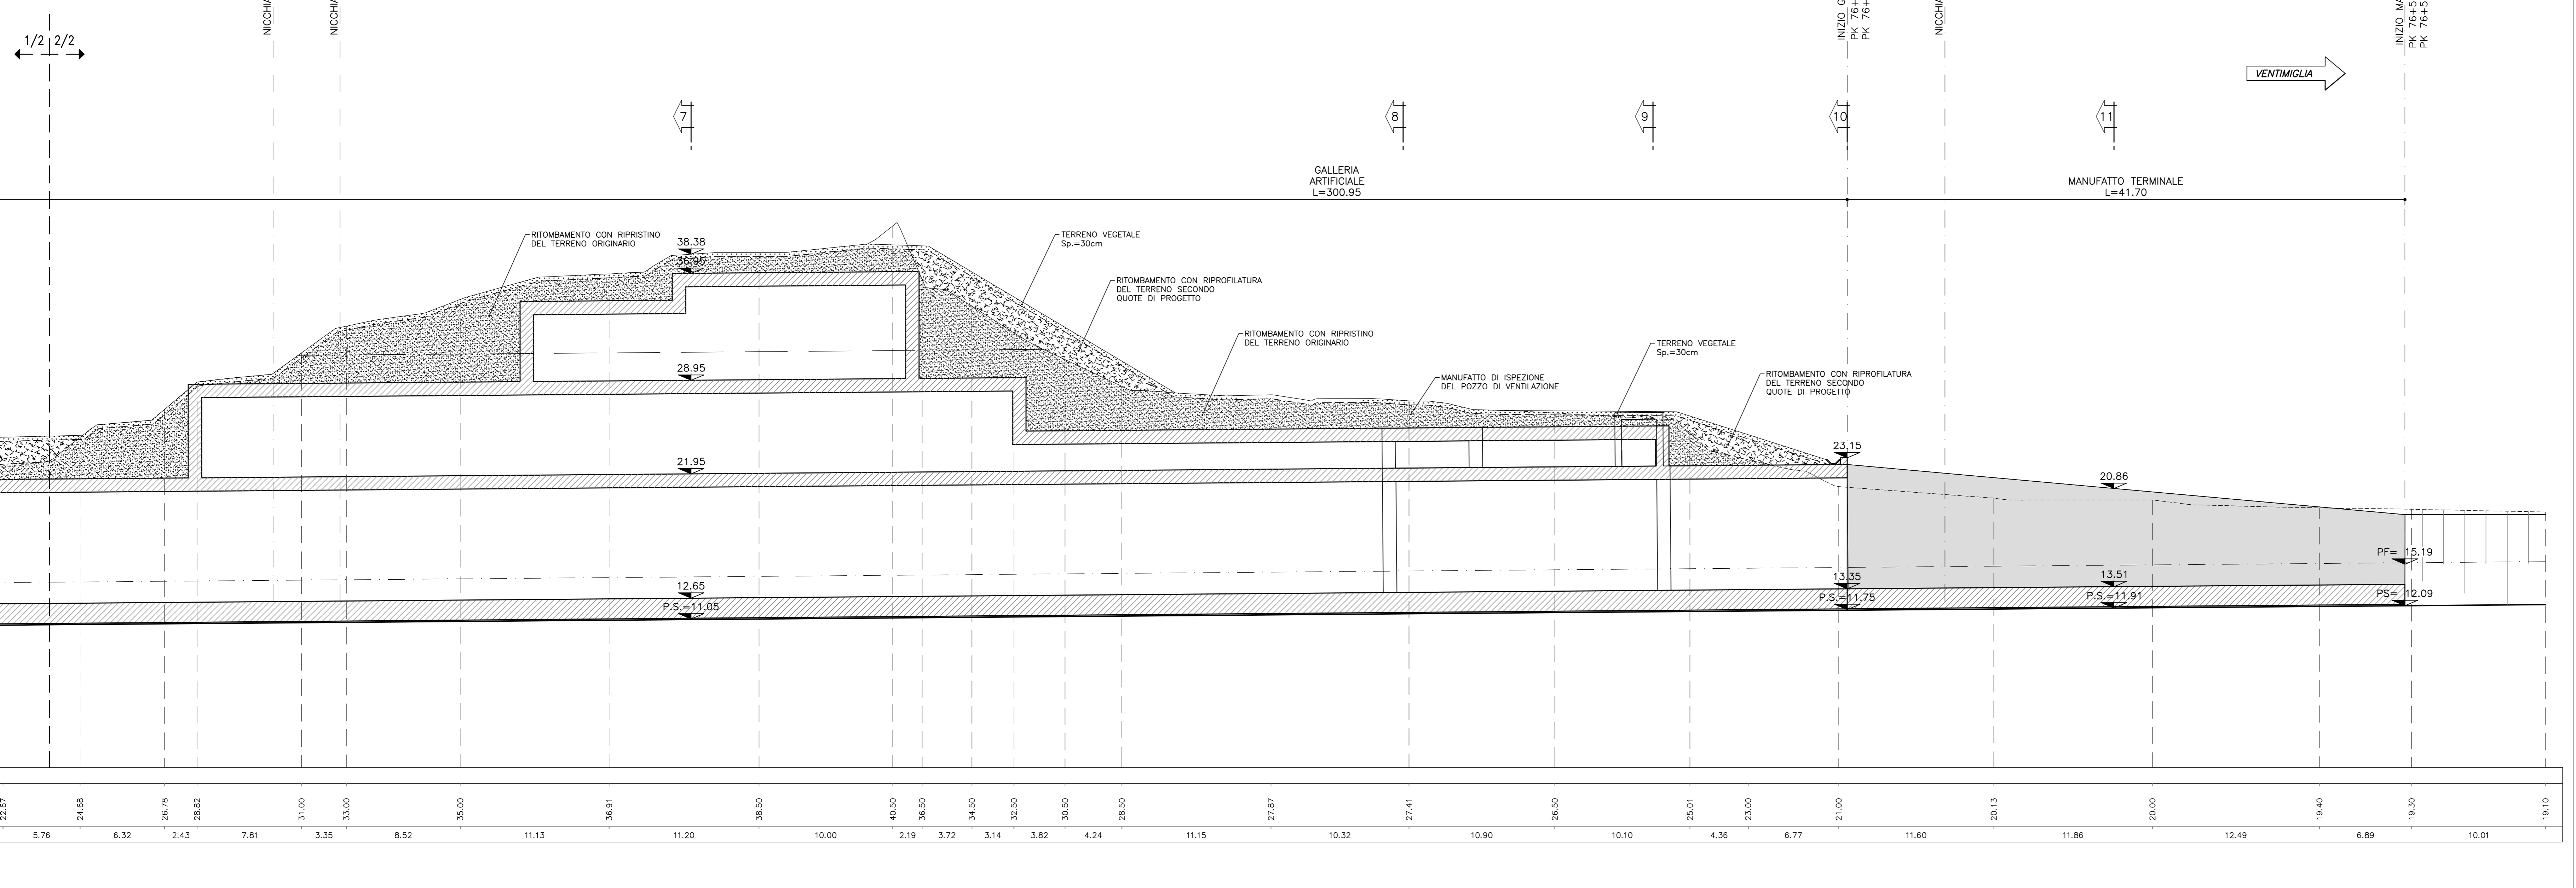 NICCHIA
NICCHIA
INIZIO G
PK 76+
PK 76+
NICCHIA
INIZIO MA
PK 76+5
PK 76+5
1/2 2/2
VENTIMIGLIA
7
8
9
10
11
GALLERIA
ARTIFICIALE
L=300.95
MANUFATTO TERMINALE
L=41.70
RITOMBAMENTO CON RIPRISTINO
DEL TERRENO ORIGINARIO
38.38
36.95
TERRENO VEGETALE
Sp.=30cm
RITOMBAMENTO CON RIPROFILATURA
DEL TERRENO SECONDO
QUOTE DI PROGETTO
RITOMBAMENTO CON RIPRISTINO
DEL TERRENO ORIGINARIO
TERRENO VEGETALE
Sp.=30cm
28.95
MANUFATTO DI ISPEZIONE
DEL POZZO DI VENTILAZIONE
RITOMBAMENTO CON RIPROFILATURA
DEL TERRENO SECONDO
QUOTE DI PROGETTO
23.15
21.95
20.86
PF= 15.19
12.65
P.S.=11.05
13.35
P.S.=11.75
13.51
P.S.=11.91
PS= 12.09
22.67 24.68 26.78 28.82 31.00 33.00 35.00 36.91 38.50 40.50 36.50 34.50 32.50 30.50 28.50 27.87 27.41 26.50 25.01 23.00 21.00 20.13 20.00 19.40 19.30 19.10
5.76 6.32 2.43 7.81 3.35 8.52 11.13 11.20 10.00 2.19 3.72 3.14 3.82 4.24 11.15 10.32 10.90 10.10 4.36 6.77 11.60 11.86 12.49 6.89 10.01